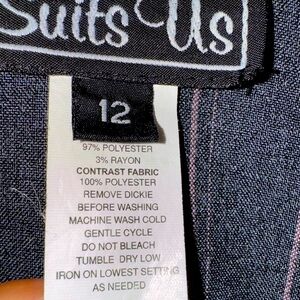 Suits Us
12
97% POLYESTER
3% RAYON
CONTRAST FABRIC
100% POLYESTER
REMOVE DICKIE
BEFORE WASHING
MACHINE WASH COLD
GENTLE CYCLE
DO NOT BLEACH
TUMBLE DRY LOW
IRON ON LOWEST SETTING
AS NEEDED